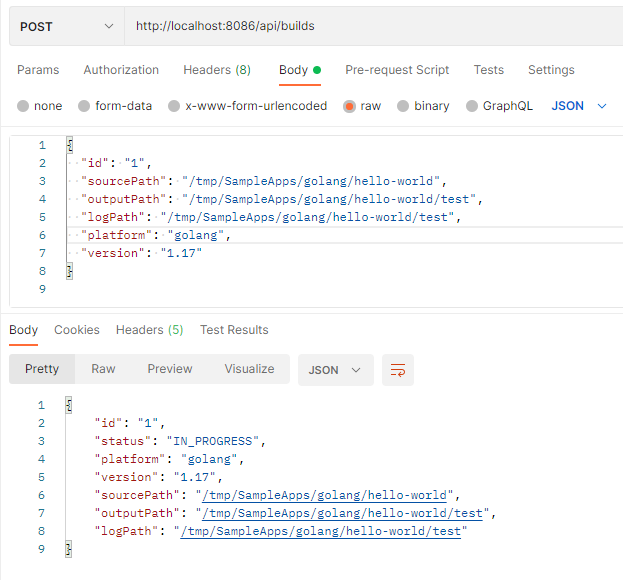 POST http://localhost:8086/api/builds
Params Authorization Headers (8) Body Pre-request Script Tests Settings
none form-data x-www-form-urlencoded raw binary GraphQL JSON
1 {
2 "id": "1",
3 "sourcePath": "/tmp/SampleApps/golang/hello-world",
4 "outputPath": "/tmp/SampleApps/golang/hello-world/test",
5 "logPath": "/tmp/SampleApps/golang/hello-world/test",
6 "platform": "golang",
7 "version": "1.17"
8 }
9
Body Cookies Headers (5) Test Results
Pretty Raw Preview Visualize JSON
1 {
2 "id": "1",
3 "status": "IN_PROGRESS",
4 "platform": "golang",
5 "version": "1.17",
6 "sourcePath": "/tmp/SampleApps/golang/hello-world",
7 "outputPath": "/tmp/SampleApps/golang/hello-world/test",
8 "logPath": "/tmp/SampleApps/golang/hello-world/test"
9 }